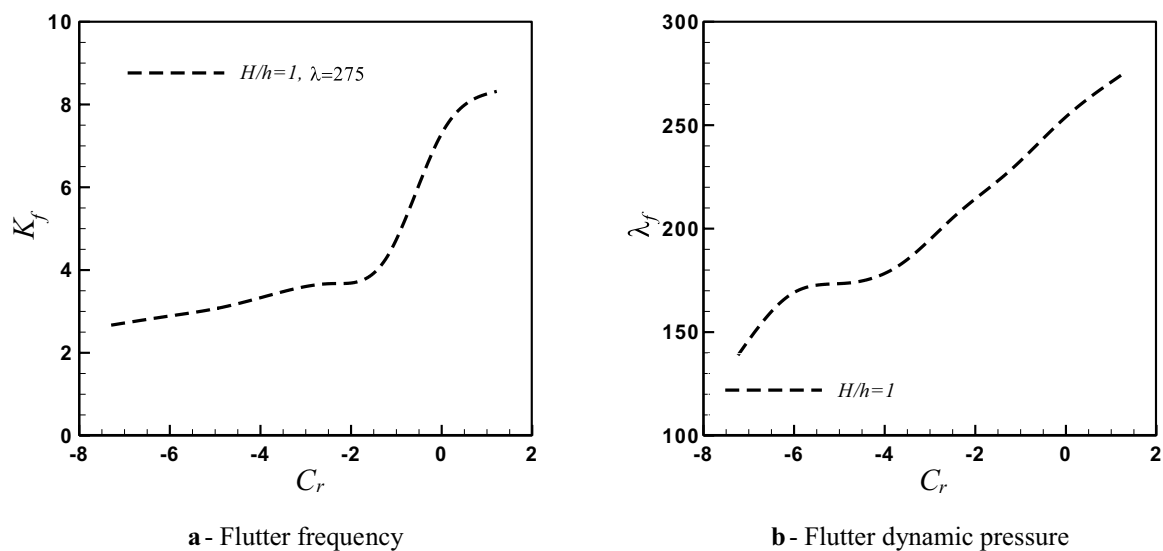 10
8
6
4
2
0
K_f
H/h=1, λ=275
-8 -6 -4 -2 0 2
C_r
a - Flutter frequency
300
250
200
150
100
λ_f
H/h=1
-8 -6 -4 -2 0 2
C_r
b - Flutter dynamic pressure